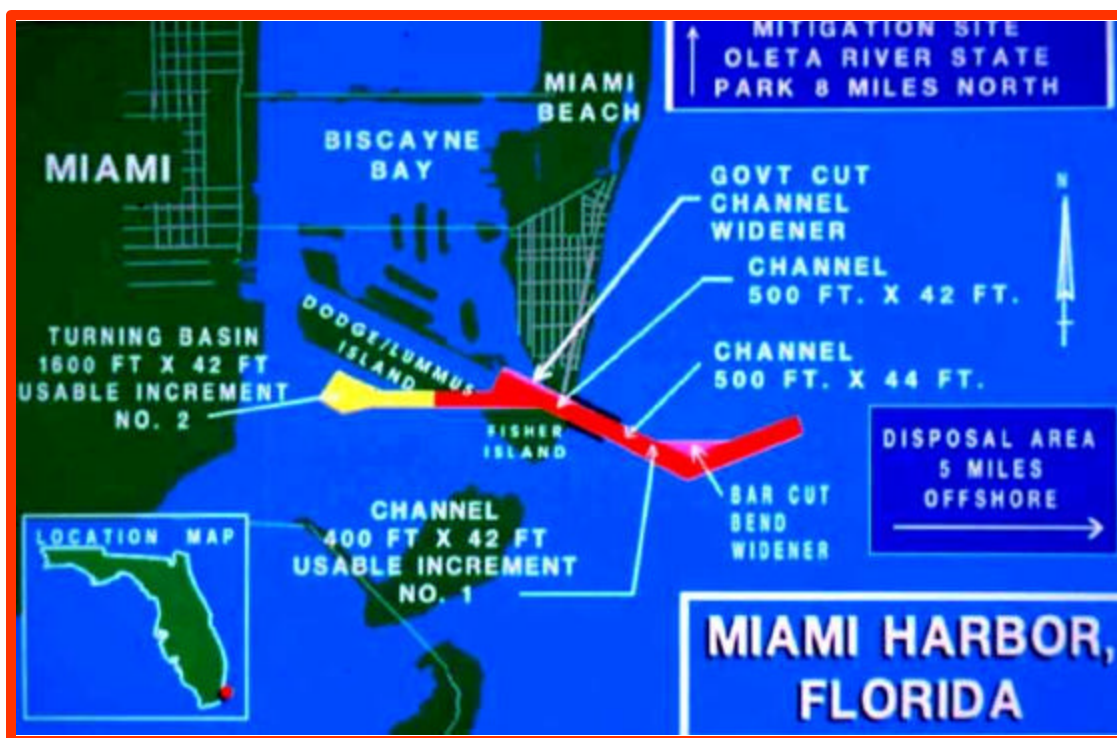 MITIGATION SITE
OLETA RIVER STATE
PARK 8 MILES NORTH
MIAMI
BEACH
BISCAYNE
BAY
MIAMI
GOVT CUT
CHANNEL
WIDENER
N
CHANNEL
500 FT. X 42 FT.
DODGE/LUMMUS
ISLAND
TURNING BASIN
1600 FT X 42 FT
USABLE INCREMENT
NO. 2
CHANNEL
500 FT. X 44 FT.
FISHER
ISLAND
DISPOSAL AREA
5 MILES
OFFSHORE
BAR CUT
BEND
WIDENER
CHANNEL
400 FT X 42 FT
USABLE INCREMENT
NO. 1
LOCATION MAP
MIAMI HARBOR,
FLORIDA